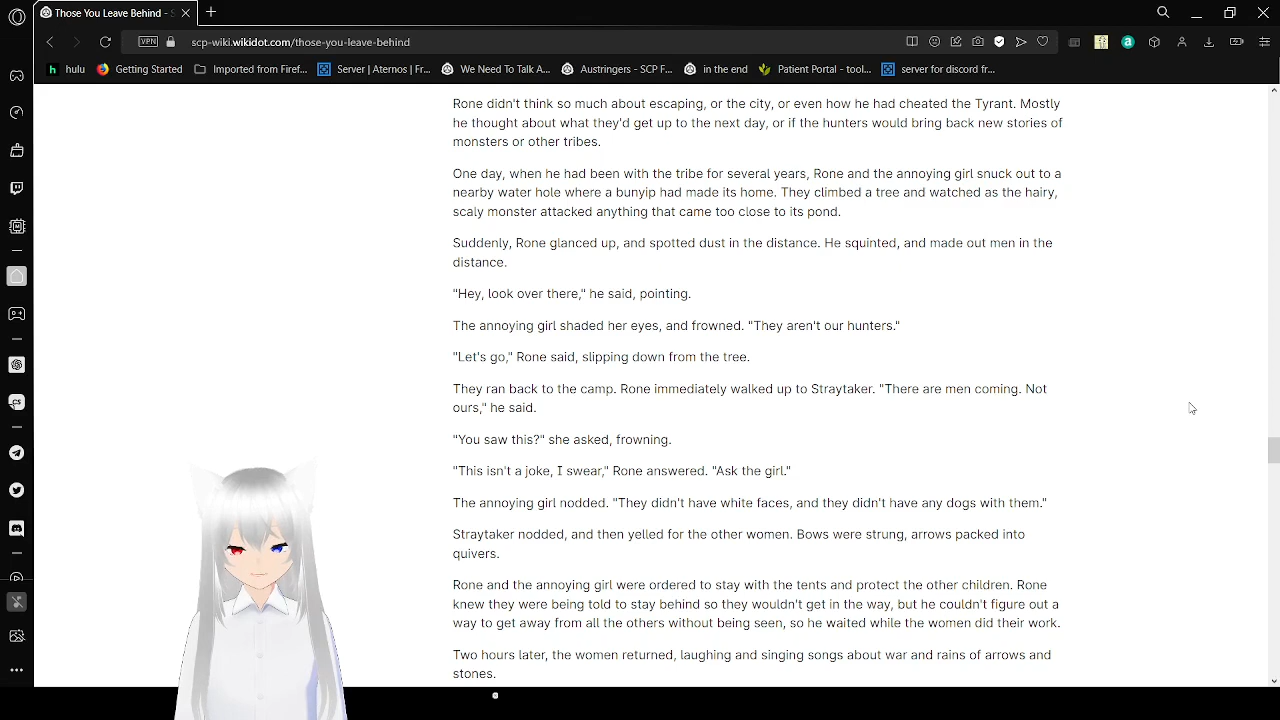 Those You Leave Behind - S
scp-wiki.wikidot.com/those-you-leave-behind
VPN
hulu
Getting Started
Imported from Firef...
Server | Aternos | Fr...
We Need To Talk A...
Austringers - SCP F...
in the end
Patient Portal - tool...
server for discord fr...
Rone didn't think so much about escaping, or the city, or even how he had cheated the Tyrant. Mostly
he thought about what they'd get up to the next day, or if the hunters would bring back new stories of
monsters or other tribes.
One day, when he had been with the tribe for several years, Rone and the annoying girl snuck out to a
nearby water hole where a bunyip had made its home. They climbed a tree and watched as the hairy,
scaly monster attacked anything that came too close to its pond.
Suddenly, Rone glanced up, and spotted dust in the distance. He squinted, and made out men in the
distance.
"Hey, look over there," he said, pointing.
The annoying girl shaded her eyes, and frowned. "They aren't our hunters."
"Let's go," Rone said, slipping down from the tree.
They ran back to the camp. Rone immediately walked up to Straytaker. "There are men coming. Not
ours," he said.
"You saw this?" she asked, frowning.
"This isn't a joke, I swear," Rone answered. "Ask the girl."
The annoying girl nodded. "They didn't have white faces, and they didn't have any dogs with them."
Straytaker nodded, and then yelled for the other women. Bows were strung, arrows packed into
quivers.
Rone and the annoying girl were ordered to stay with the tents and protect the other children. Rone
knew they were being told to stay behind so they wouldn't get in the way, but he couldn't figure out a
way to get away from all the others without being seen, so he waited while the women did their work.
Two hours later, the women returned, laughing and singing songs about war and rains of arrows and
stones.